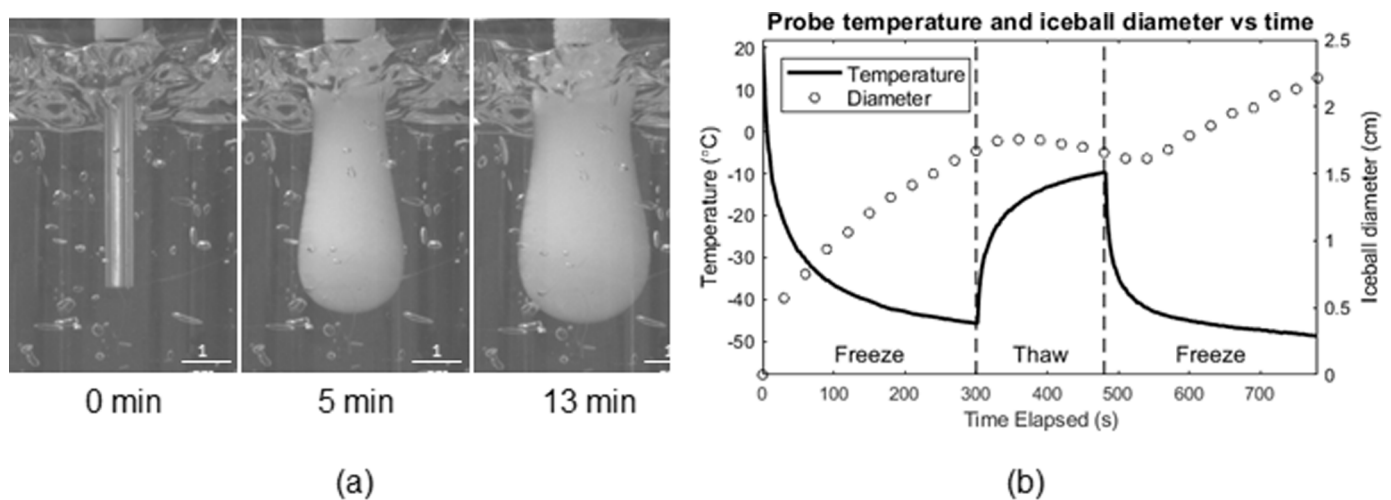 1
1
1
0 min
5 min
13 min
(a)
Probe temperature and iceball diameter vs time
Temperature
Diameter
Temperature (°C)
20
10
0
-10
-20
-30
-40
-50
Freeze
Thaw
Freeze
0
100
200
300
400
500
600
700
Time Elapsed (s)
2.5
2
1.5
1
0.5
0
Iceball diameter (cm)
(b)